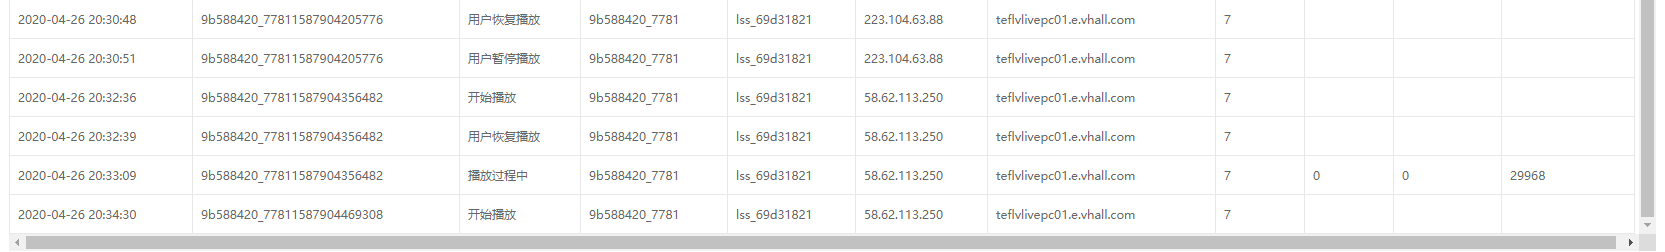 2020-04-26 20:30:48 9b588420_77811587904205776 用户恢复播放 9b588420_7781 lss_69d31821 223.104.63.88 teflvlivepc01.e.vhall.com 7
2020-04-26 20:30:51 9b588420_77811587904205776 用户暂停播放 9b588420_7781 lss_69d31821 223.104.63.88 teflvlivepc01.e.vhall.com 7
2020-04-26 20:32:36 9b588420_77811587904356482 开始播放 9b588420_7781 lss_69d31821 58.62.113.250 teflvlivepc01.e.vhall.com 7
2020-04-26 20:32:39 9b588420_77811587904356482 用户恢复播放 9b588420_7781 lss_69d31821 58.62.113.250 teflvlivepc01.e.vhall.com 7
2020-04-26 20:33:09 9b588420_77811587904356482 播放过程中 9b588420_7781 lss_69d31821 58.62.113.250 teflvlivepc01.e.vhall.com 7 0 0 29968
2020-04-26 20:34:30 9b588420_77811587904469308 开始播放 9b588420_7781 lss_69d31821 58.62.113.250 teflvlivepc01.e.vhall.com 7